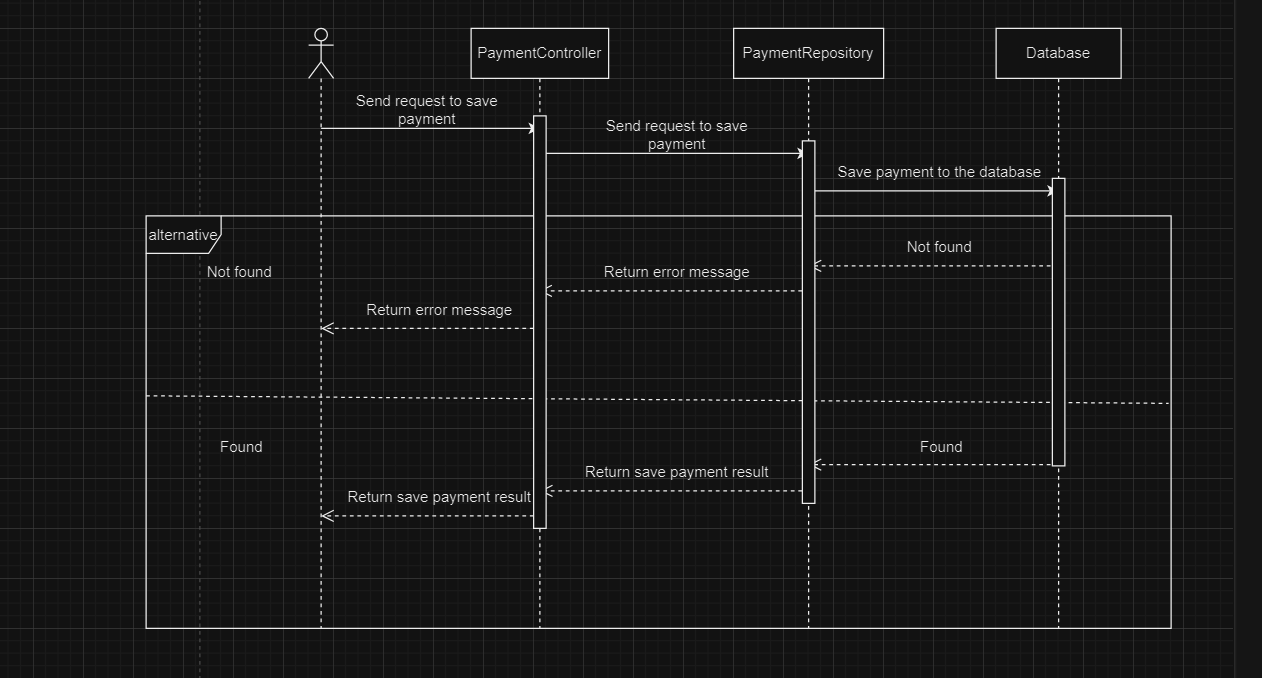 PaymentController
PaymentRepository
Database
Send request to save
payment
Send request to save
payment
Save payment to the database
alternative
Not found
Not found
Return error message
Return error message
Found
Found
Return save payment result
Return save payment result